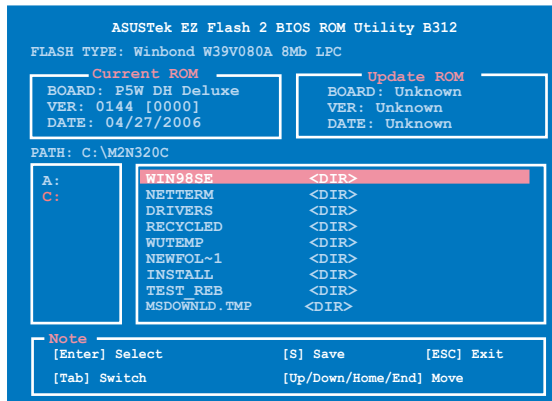 ASUSTek EZ Flash 2 BIOS ROM Utility B312
FLASH TYPE: Winbond W39V080A 8Mb LPC
Current ROM
BOARD: P5W DH Deluxe
VER: 0144 [0000]
DATE: 04/27/2006
Update ROM
BOARD: Unknown
VER: Unknown
DATE: Unknown
PATH: C:\M2N320C
A:
C:
WIN98SE <DIR>
NETTERM <DIR>
DRIVERS <DIR>
RECYCLED <DIR>
WUTEMP <DIR>
NEWFOL~1 <DIR>
INSTALL <DIR>
TEST_REB <DIR>
MSDOWNLD.TMP <DIR>
Note
[Enter] Select [S] Save [ESC] Exit
[Tab] Switch [Up/Down/Home/End] Move